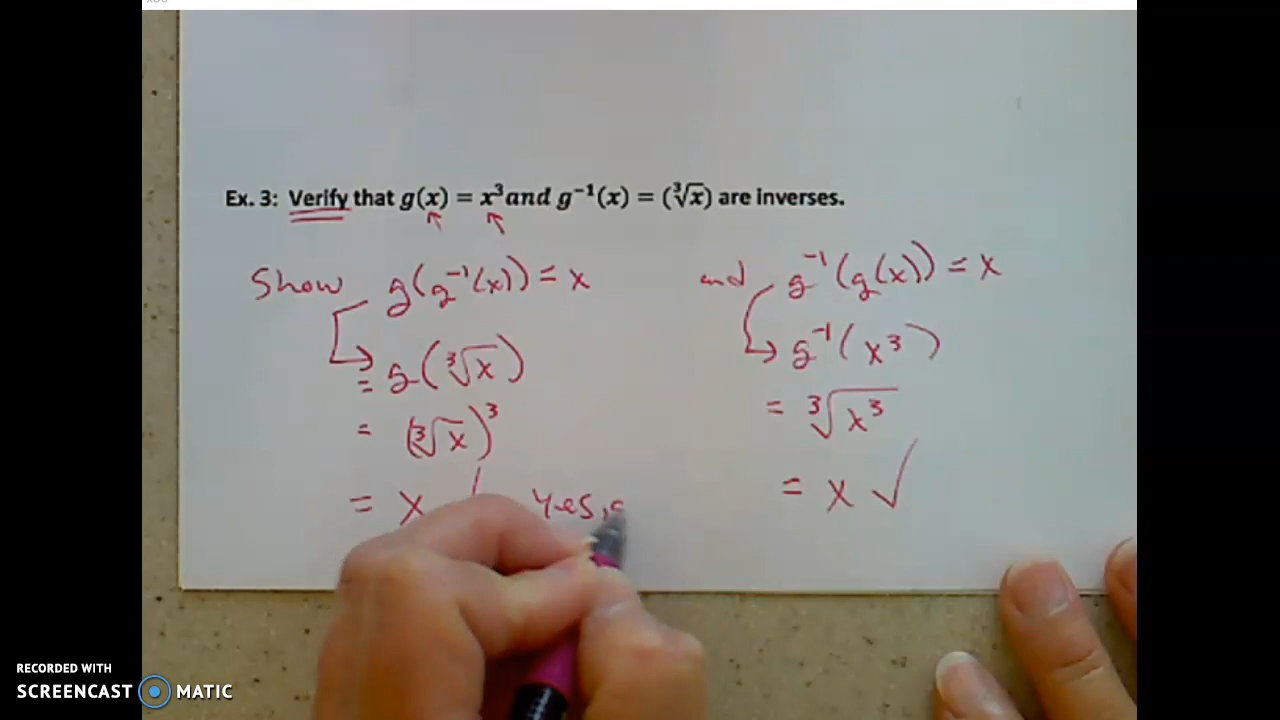 Ex. 3: Verify that g(x) = x³ and g⁻¹(x) = (∛x) are inverses.
Show g(g⁻¹(x)) = x
= g(∛x)
= (∛x)³
= x
Yes,
and g⁻¹(g(x)) = x
g⁻¹(x³)
= ∛x³
= x ✓
RECORDED WITH
SCREENCAST MATIC